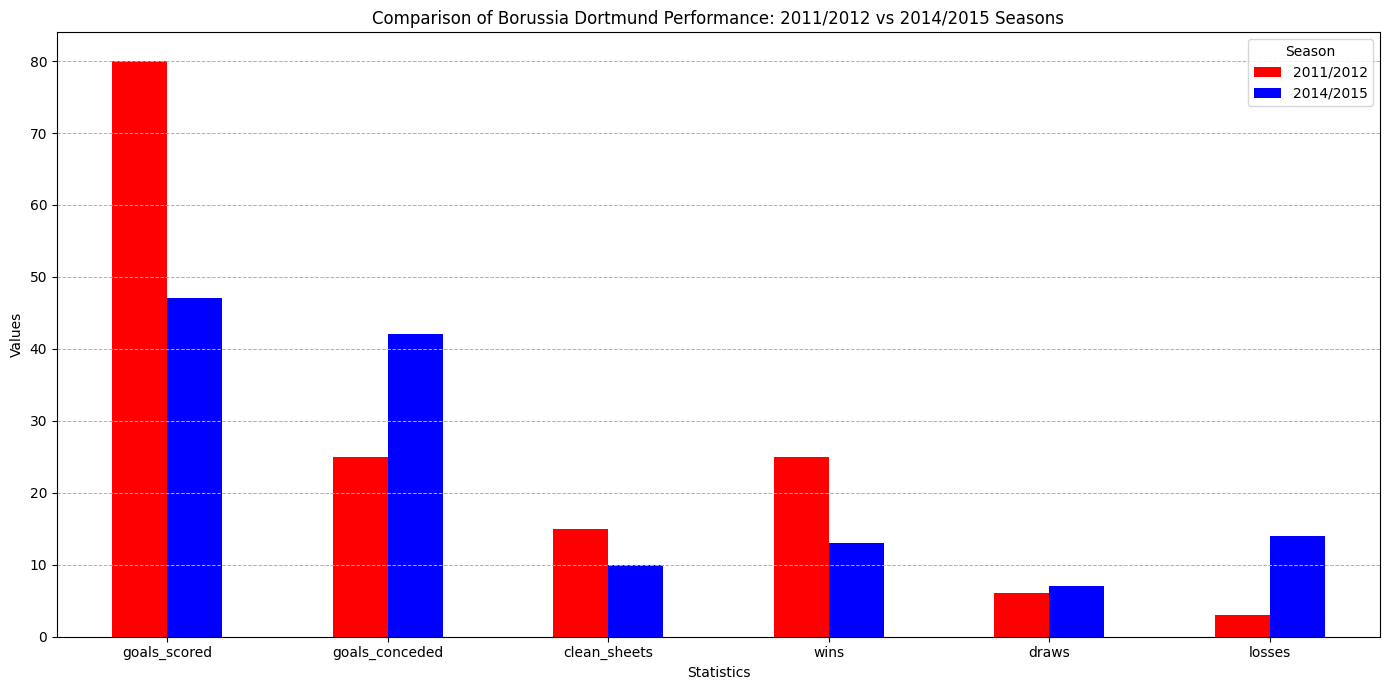 Comparison of Borussia Dortmund Performance: 2011/2012 vs 2014/2015 Seasons
Season
2011/2012
2014/2015
80
70
60
50
40
30
20
10
0
Values
goals_scored goals_conceded clean_sheets wins draws losses
Statistics